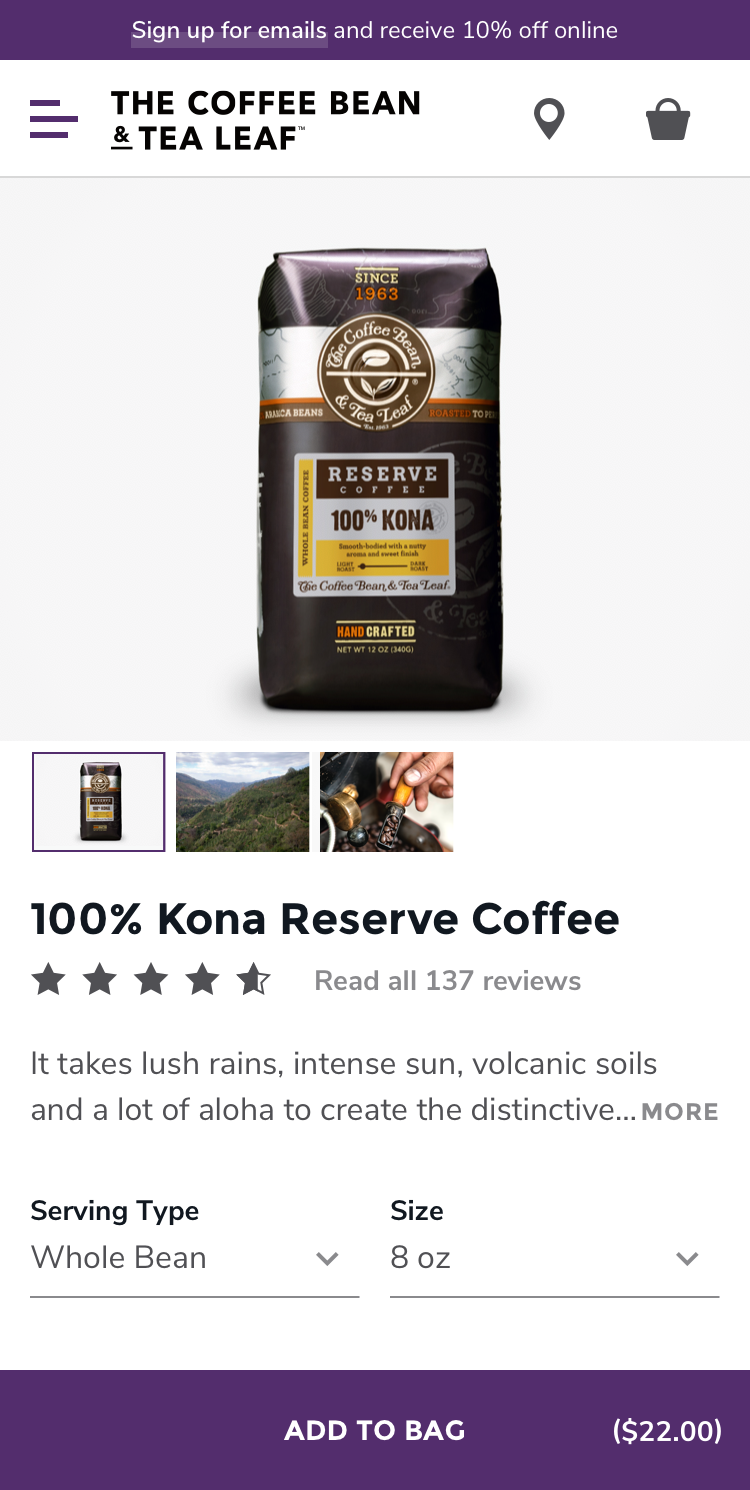 Sign up for emails and receive 10% off online
THE COFFEE BEAN
& TEA LEAF™
SINCE
1963
The Coffee Bean
& Tea Leaf
®
Est. 1963
ARABICA BEANS
ROASTED TO PER
WHOLE BEAN COFFEE
RESERVE
COFFEE
100% KONA
Smooth-bodied with a nutty
aroma and sweet finish
LIGHT ROAST
DARK ROAST
The Coffee Bean & Tea Leaf.
HANDCRAFTED
NET WT 12 OZ (340G)
100% Kona Reserve Coffee
Read all 137 reviews
It takes lush rains, intense sun, volcanic soils
and a lot of aloha to create the distinctive... MORE
Serving Type
Size
Whole Bean
8 oz
ADD TO BAG
($22.00)